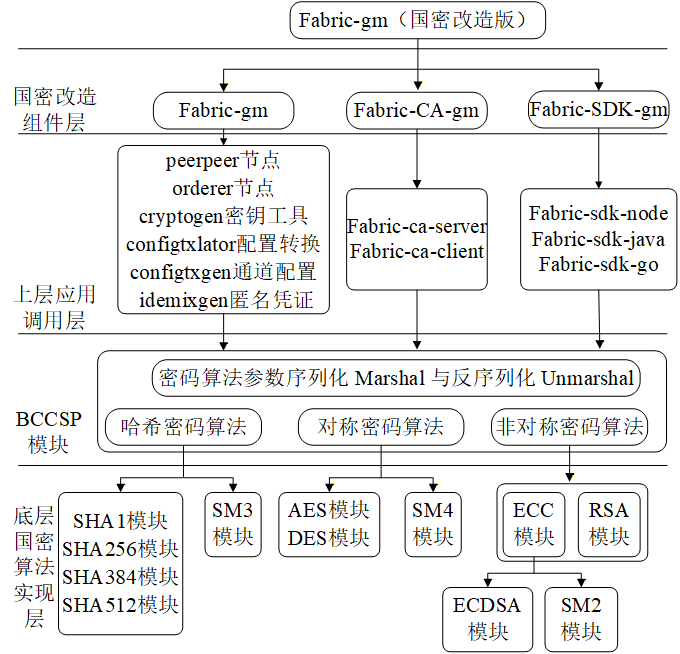 Fabric-gm（国密改造版）
国密改造
组件层
Fabric-gm
Fabric-CA-gm
Fabric-SDK-gm
peerpeer节点
orderer节点
cryptogen密钥工具
configtxlator配置转换
configtxgen通道配置
idemixgen匿名凭证
Fabric-ca-server
Fabric-ca-client
Fabric-sdk-node
Fabric-sdk-java
Fabric-sdk-go
上层应用
调用层
密码算法参数序列化 Marshal 与反序列化 Unmarshal
BCCSP
模块
哈希密码算法
对称密码算法
非对称密码算法
底层
国密
算法
实现
层
SHA1模块
SHA256模块
SHA384模块
SHA512模块
SM3
模块
AES模块
DES模块
SM4
模块
ECC
模块
RSA
模块
ECDSA
模块
SM2
模块